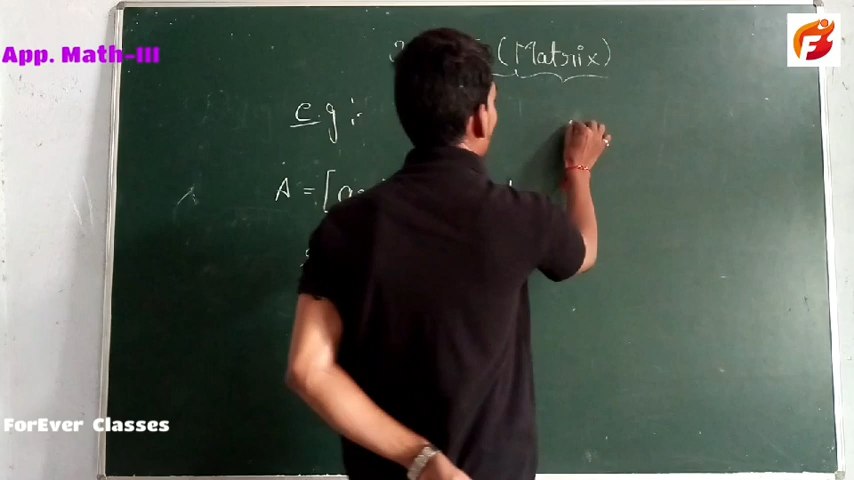 App. Math-III
(Matrix)
e.g:-
A = [a
ForEver Classes